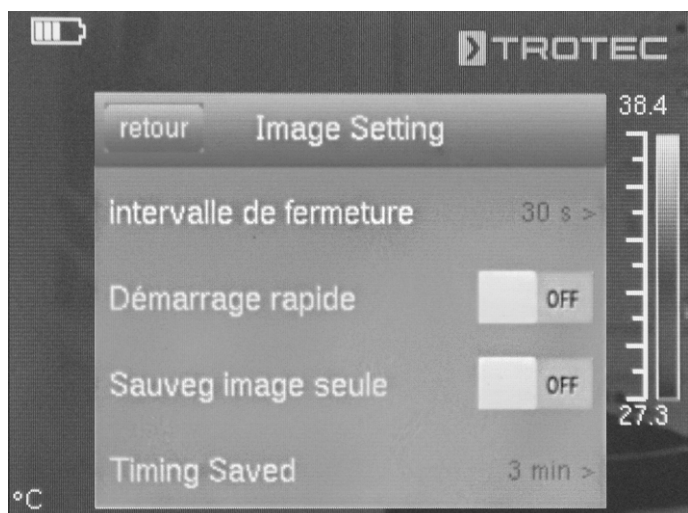 TROTEC
retour Image Setting
38.4
intervalle de fermeture 30 s >
Démarrage rapide OFF
Sauveg image seule OFF
27.3
Timing Saved 3 min >
°C